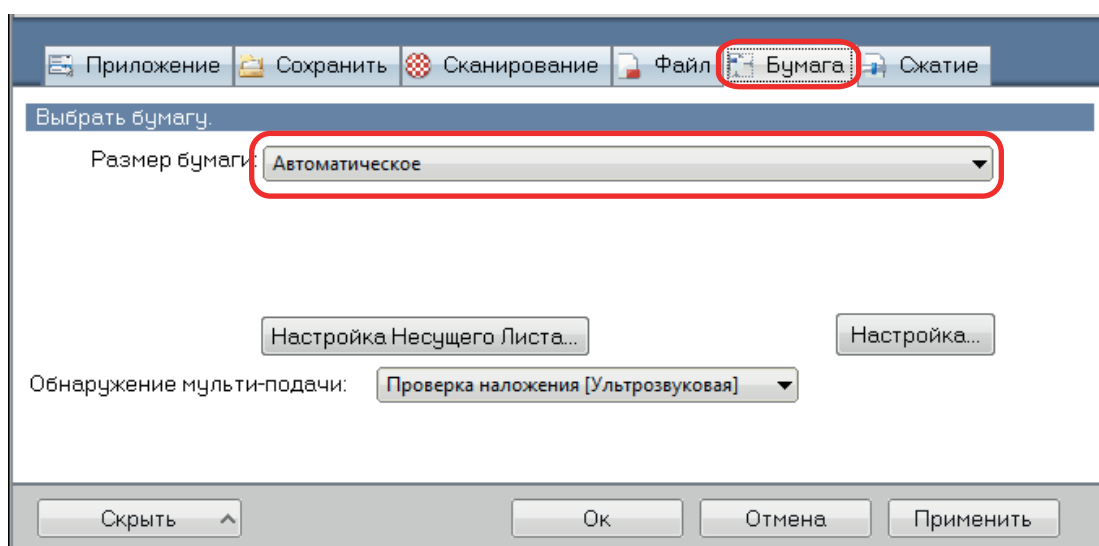 Приложение Сохранить Сканирование Файл Бумага Сжатие
Выбрать бумагу.
Размер бумаги: Автоматическое
Настройка Несущего Листа... Настройка...
Обнаружение мульти-подачи: Проверка наложения [Ультрозвуковая]
Скрыть Ок Отмена Применить